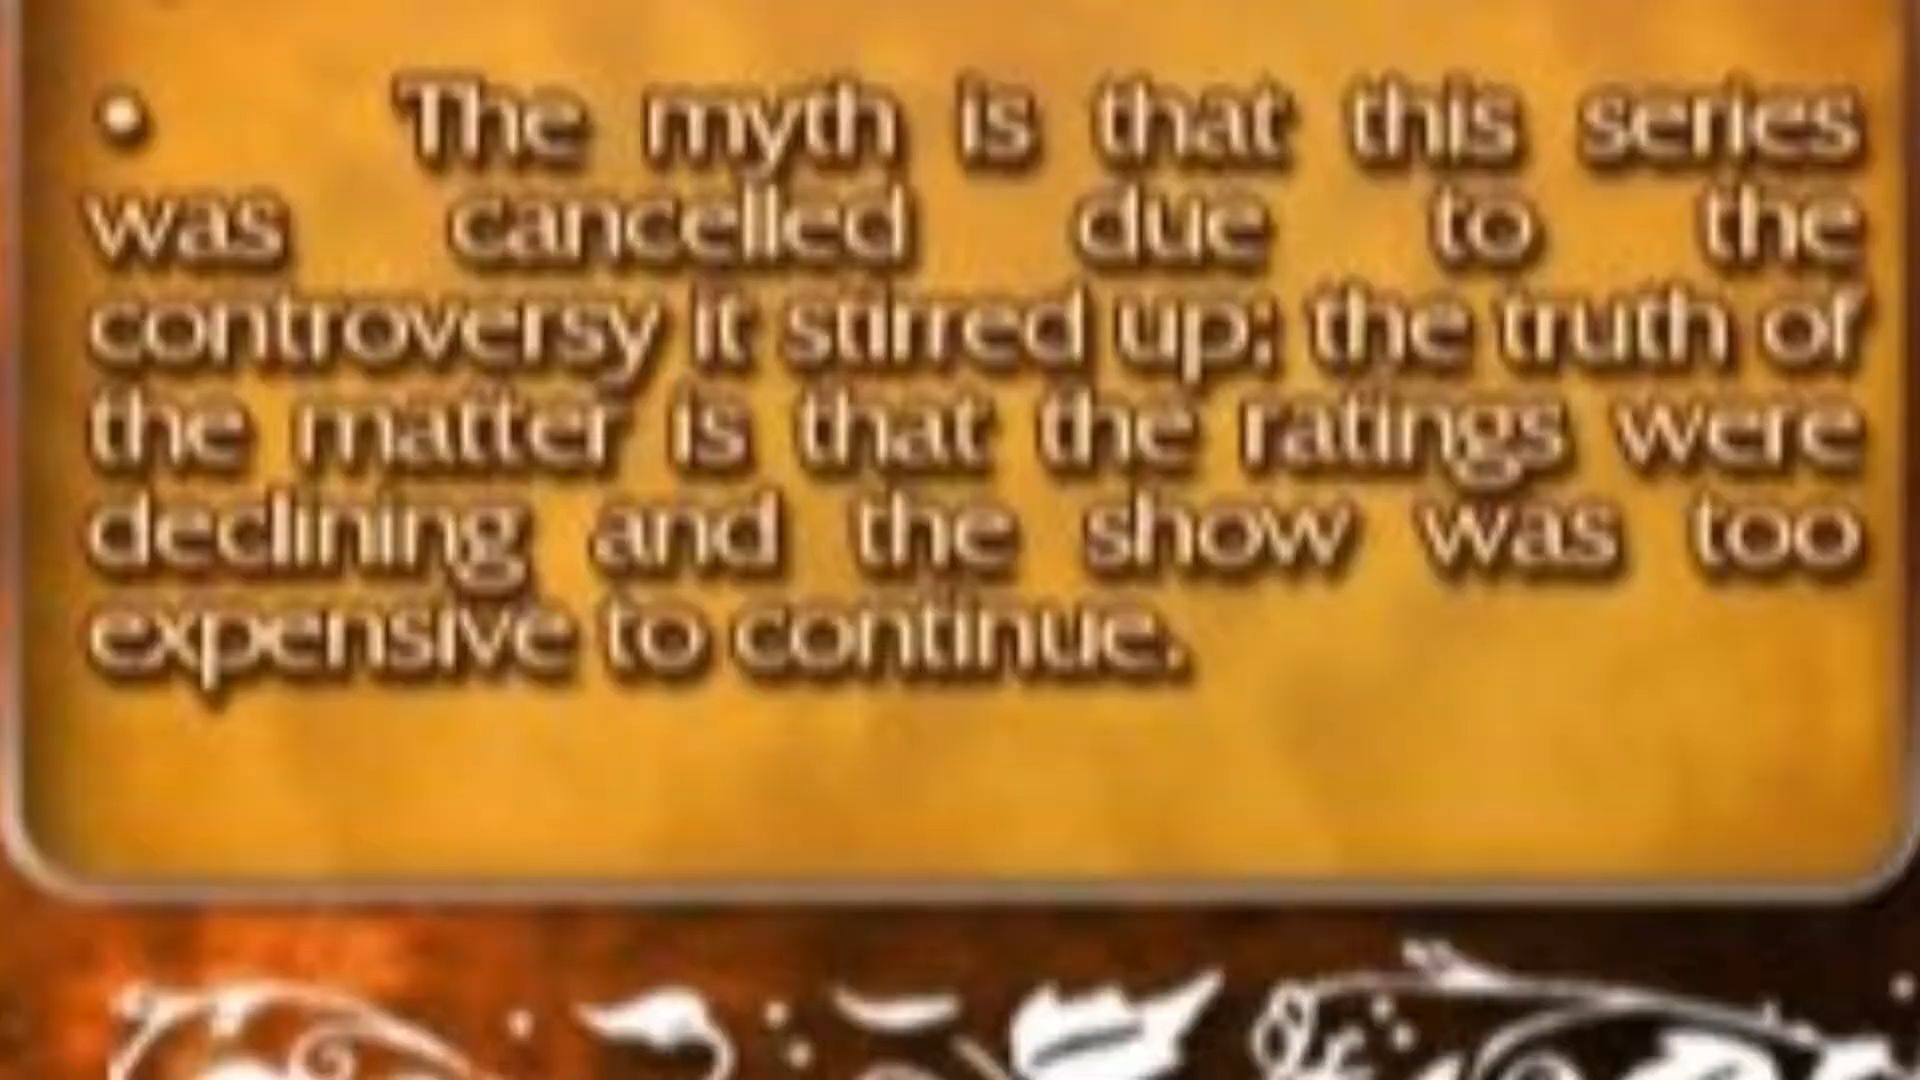 • The myth is that this series
was cancelled due to the
controversy it stirred up; the truth of
the matter is that the ratings were
declining and the show was too
expensive to continue.